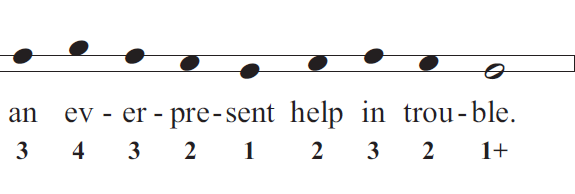 an ev - er - pre - sent help in trou - ble.
3 4 3 2 1 2 3 2 1+